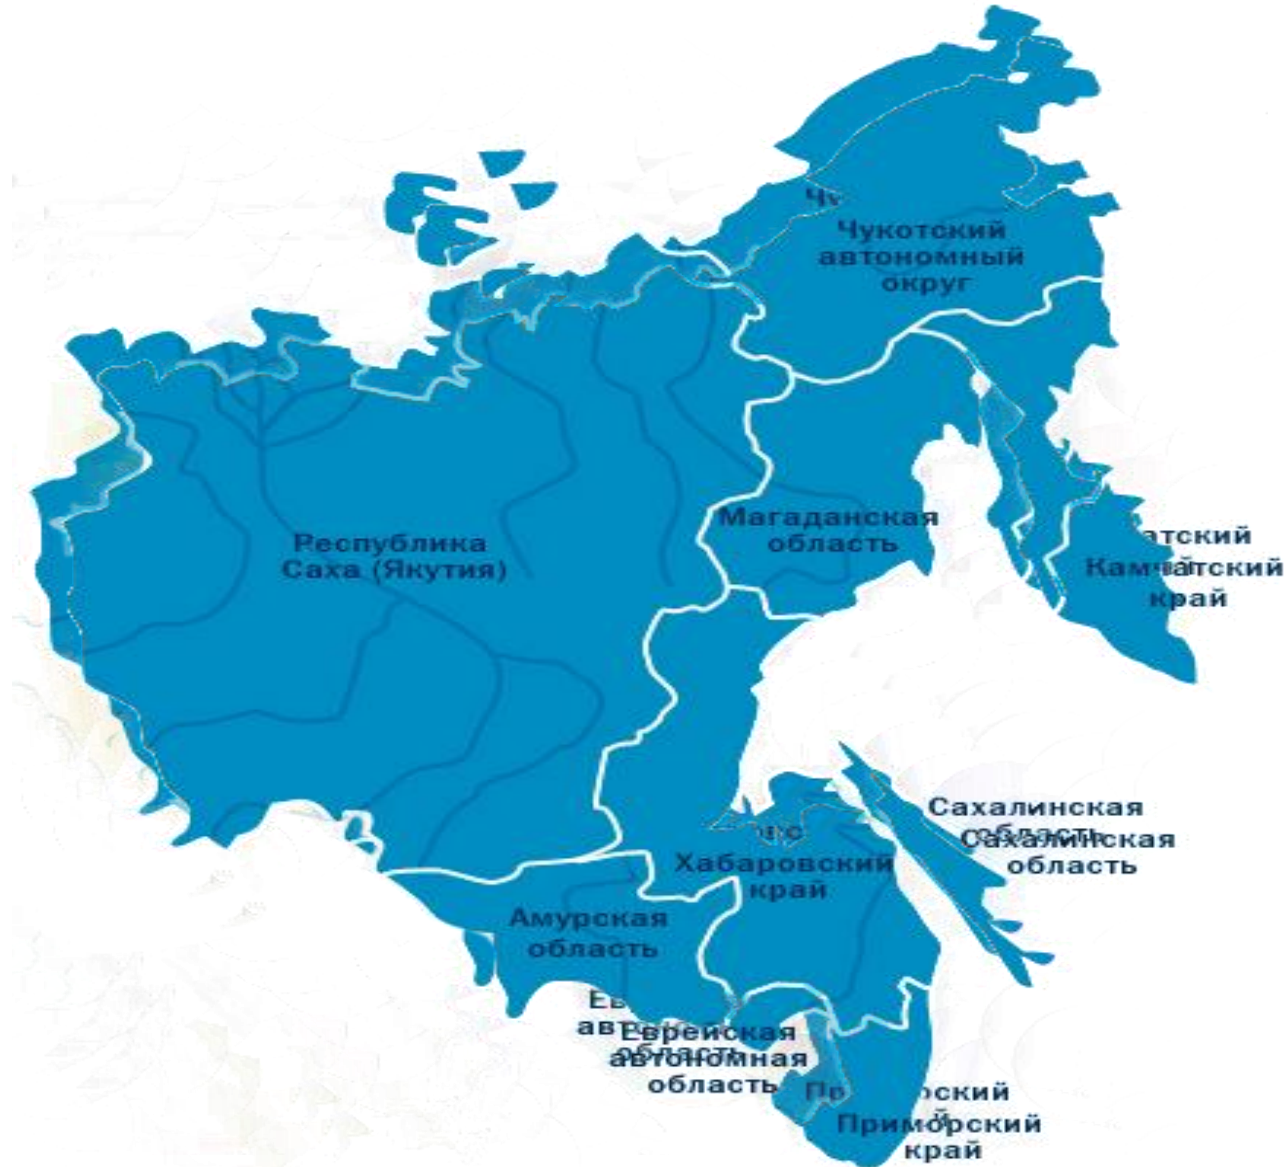 Чукотский
автономный
округ
Магаданская
область
Республика
Саха (Якутия)
Камчатский
край
Сахалинская
область
Сахалинская
область
Хабаровский
край
Амурская
область
Еврейская
автономная
область
Приморский
край